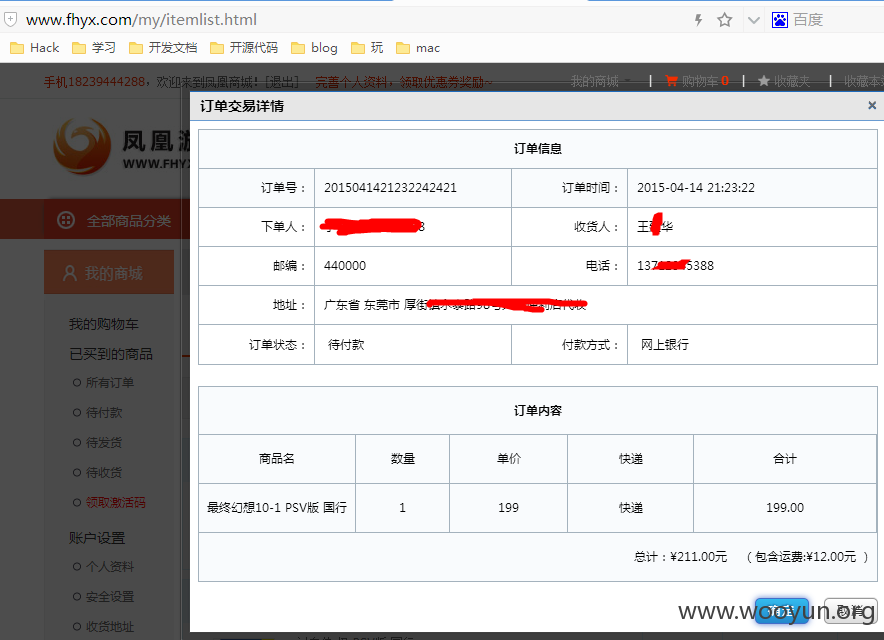 www.fhyx.com/my/itemlist.html 百度
Hack 学习 开发文档 开源代码 blog 玩 mac
手机18239444288，欢迎来到凤凰商城！[退出] 完善个人资料，领取优惠券奖励~ 我的商城 购物车 0 收藏夹 收藏本
订单交易详情 ×
凤凰游
WWW.FHYX
全部商品分类
我的商城
我的购物车
已买到的商品
所有订单
待付款
待发货
待收货
领取激活码
账户设置
个人资料
安全设置
收货地址
订单信息
订单号： 2015041421232242421 订单时间： 2015-04-14 21:23:22
下单人： 8 收货人： 王 华
邮编： 440000 电话： 137 5388
地址： 广东省 东莞市 厚街
订单状态： 待付款 付款方式： 网上银行
订单内容
商品名 数量 单价 快递 合计
最终幻想10-1 PSV版 国行 1 199 快递 199.00
总计：¥211.00元 （ 包含运费:¥12.00元 ）
确定 取消
www.wooyun.org